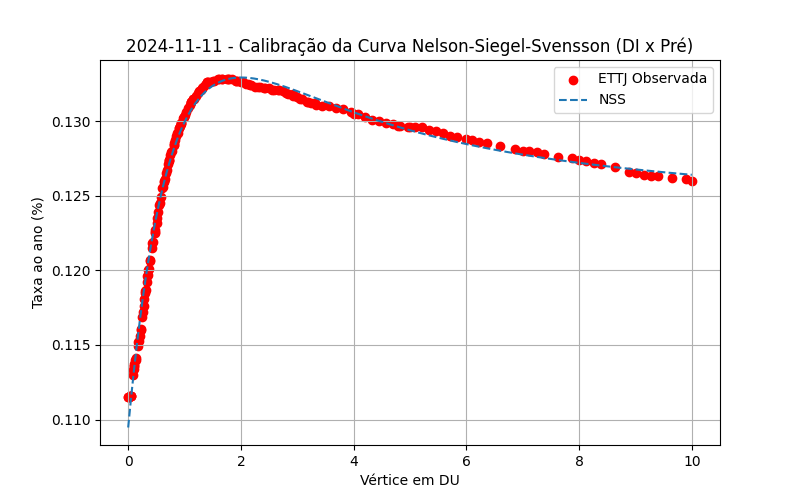 2024-11-11 - Calibração da Curva Nelson-Siegel-Svensson (DI x Pré)
ETTJ Observada
NSS
Taxa ao ano (%)
0.130
0.125
0.120
0.115
0.110
0 2 4 6 8 10
Vértice em DU